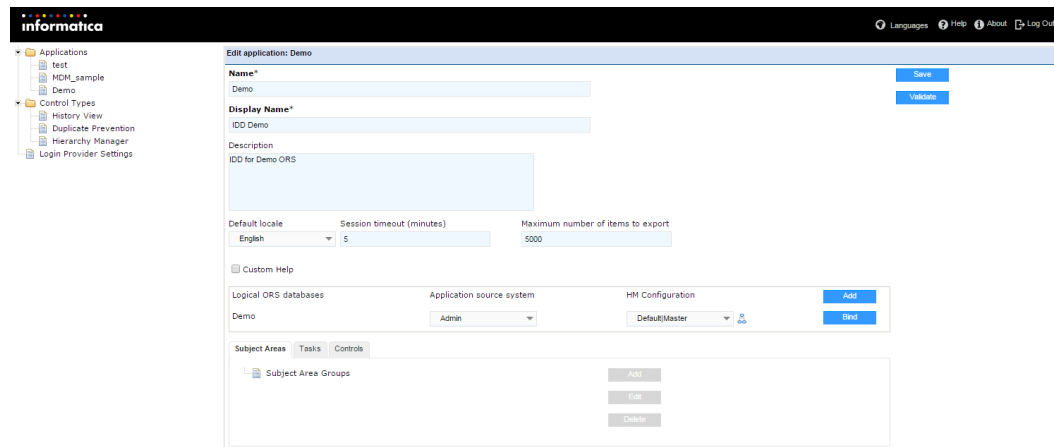 informatica
Languages Help About Log Out
Applications
test
MDM_sample
Demo
Control Types
History View
Duplicate Prevention
Hierarchy Manager
Login Provider Settings
Edit application: Demo
Name*
Demo
Save
Validate
Display Name*
IDD Demo
Description
IDD for Demo ORS
Default locale Session timeout (minutes) Maximum number of items to export
English 5 5000
Custom Help
Logical ORS databases Application source system HM Configuration Add
Demo Admin Default|Master Bind
Subject Areas Tasks Controls
Subject Area Groups
Add
Edit
Delete